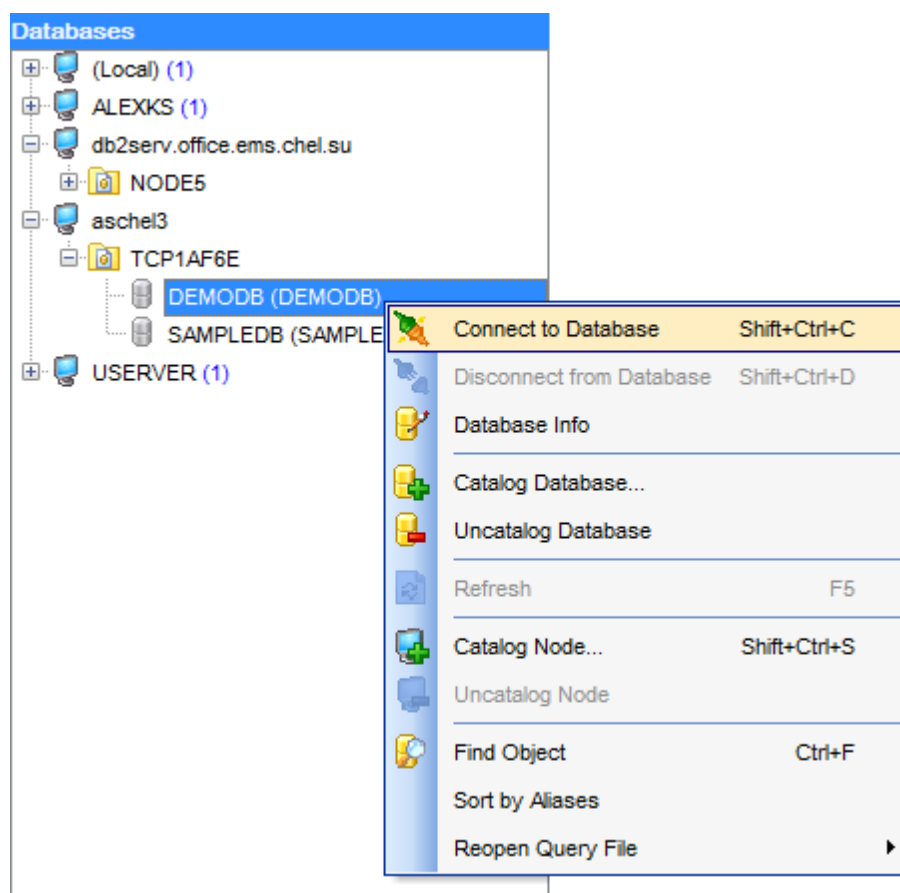 Databases
(Local) (1)
ALEXKS (1)
db2serv.office.ems.chel.su
NODE5
aschel3
TCP1AF6E
DEMODB (DEMODB)
SAMPLEDB (SAMPLE
USERVER (1)
Connect to Database Shift+Ctrl+C
Disconnect from Database Shift+Ctrl+D
Database Info
Catalog Database...
Uncatalog Database
Refresh F5
Catalog Node... Shift+Ctrl+S
Uncatalog Node
Find Object Ctrl+F
Sort by Aliases
Reopen Query File